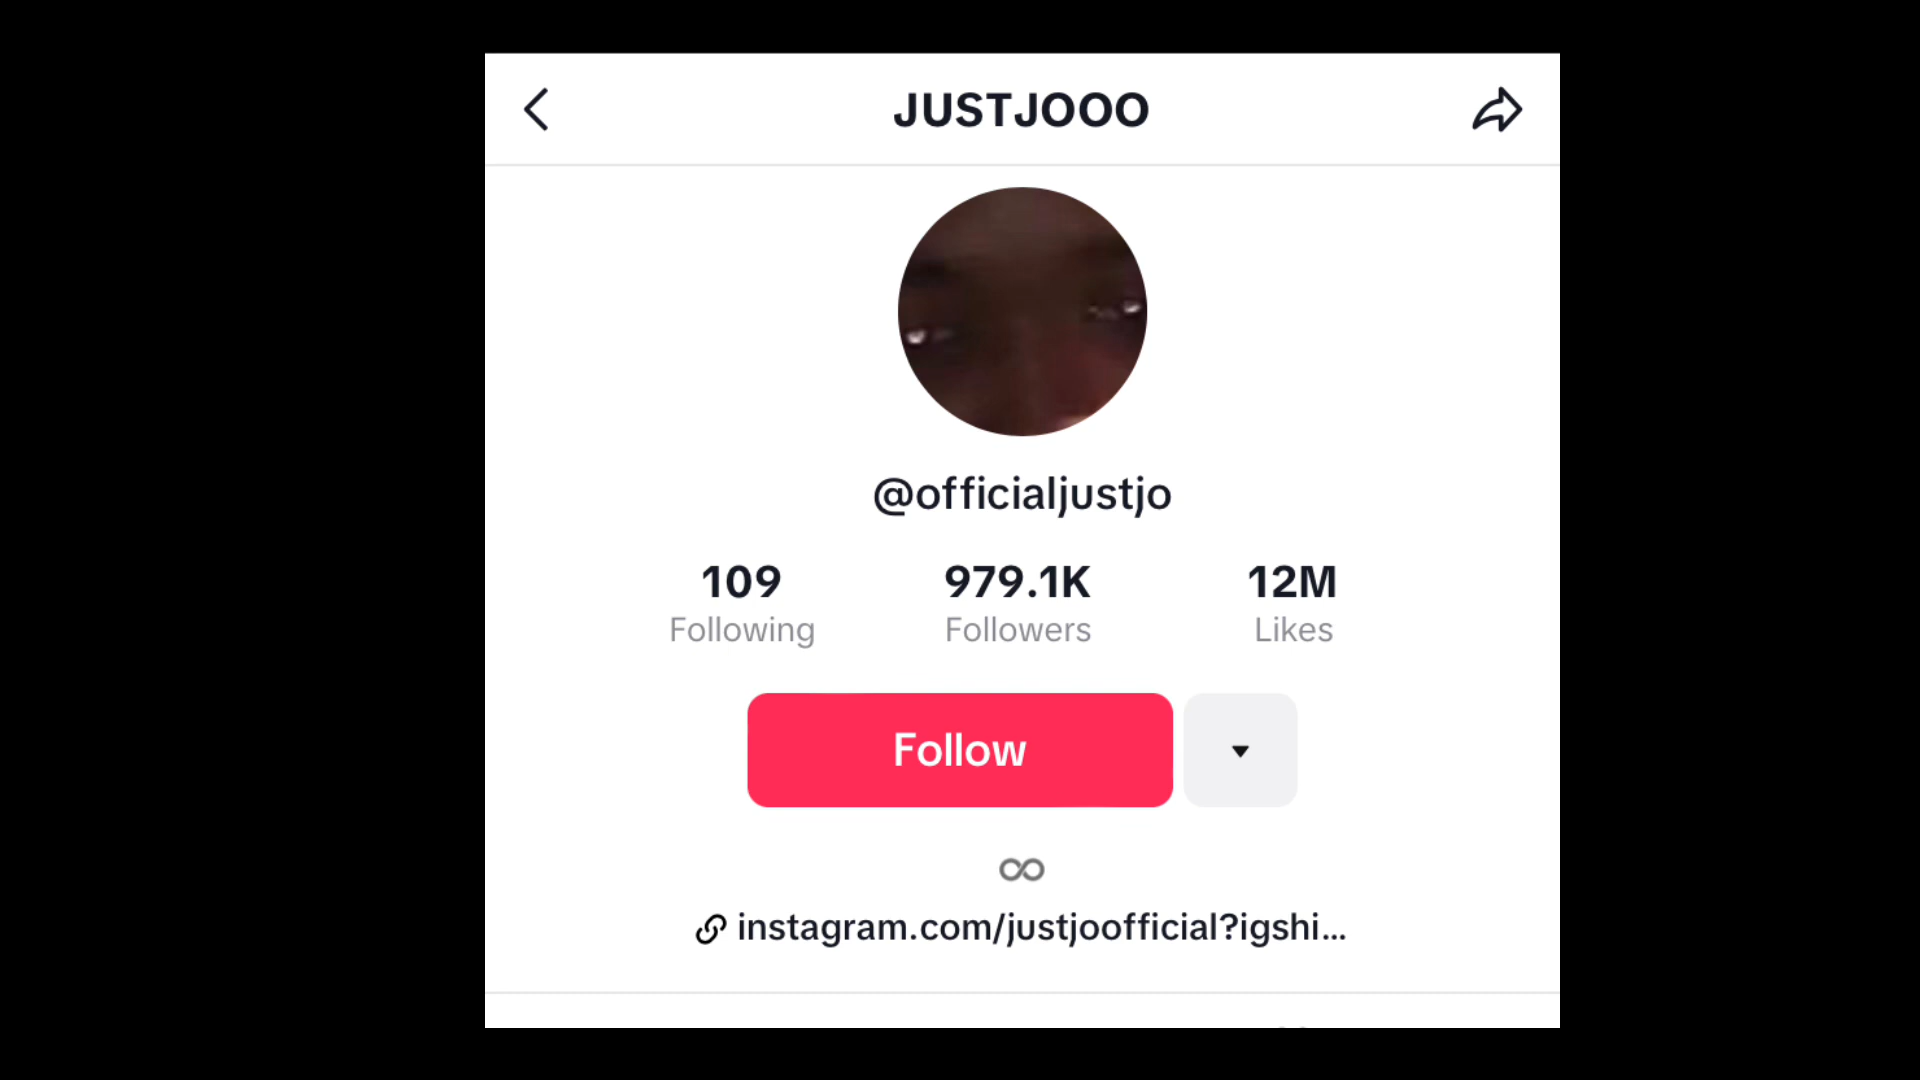 JUSTJOOO
@officialjustjo
109 979.1K 12M
Following Followers Likes
Follow
∞
instagram.com/justjoofficial?igshi...